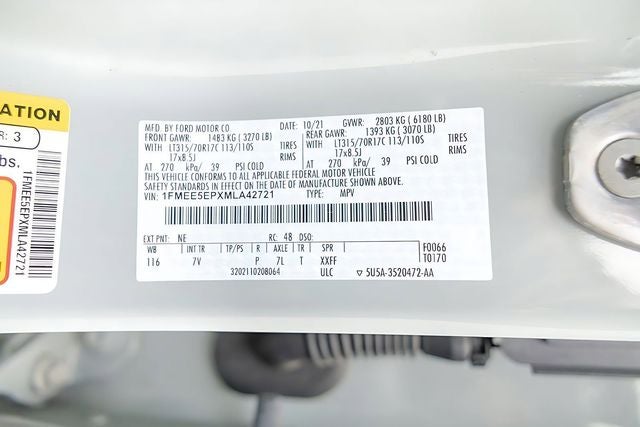 ATION
R: 3
bs.
1FMEE5EPXMLA42721
MFD. BY FORD MOTOR CO.
DATE: 10/21 GVWR: 2803 KG ( 6180 LB)
FRONT GAWR: 1483 KG ( 3270 LB) REAR GAWR: 1393 KG ( 3070 LB)
WITH LT315/70R17C 113/110S TIRES WITH LT315/70R17C 113/110S TIRES
17x8.5J RIMS 17x8.5J RIMS
AT 270 kPa/ 39 PSI COLD AT 270 kPa/ 39 PSI COLD
THIS VEHICLE CONFORMS TO ALL APPLICABLE FEDERAL MOTOR VEHICLE
SAFETY STANDARDS IN EFFECT ON THE DATE OF MANUFACTURE SHOWN ABOVE.
VIN: 1FMEE5EPXMLA42721 TYPE: MPV
EXT PNT: NE RC: 48 DSO: F0066
WB INT TR TP/PS R AXLE TR SPR T0170
116 7V P 7L T XXFF
3202110208064 ULC 5U5A-3520472-AA